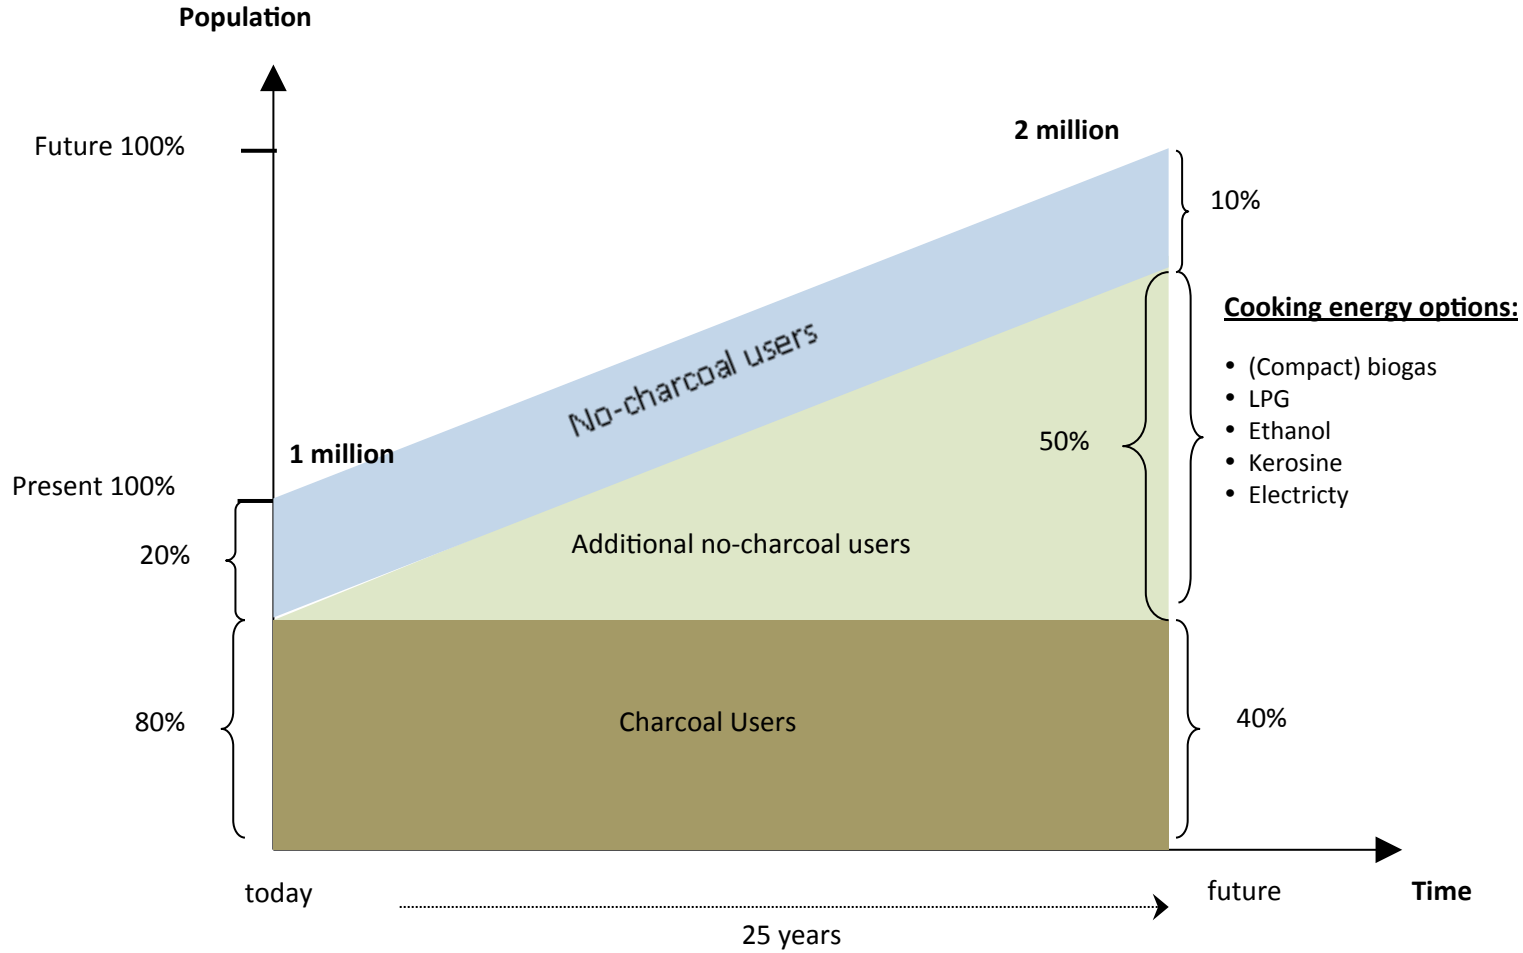 Population
Future 100%
2 million
10%
Cooking energy options:
• (Compact) biogas
• LPG
• Ethanol
• Kerosine
• Electricty
No-charcoal users
50%
1 million
Present 100%
20%
Additional no-charcoal users
80%
Charcoal Users
40%
today
future
Time
25 years